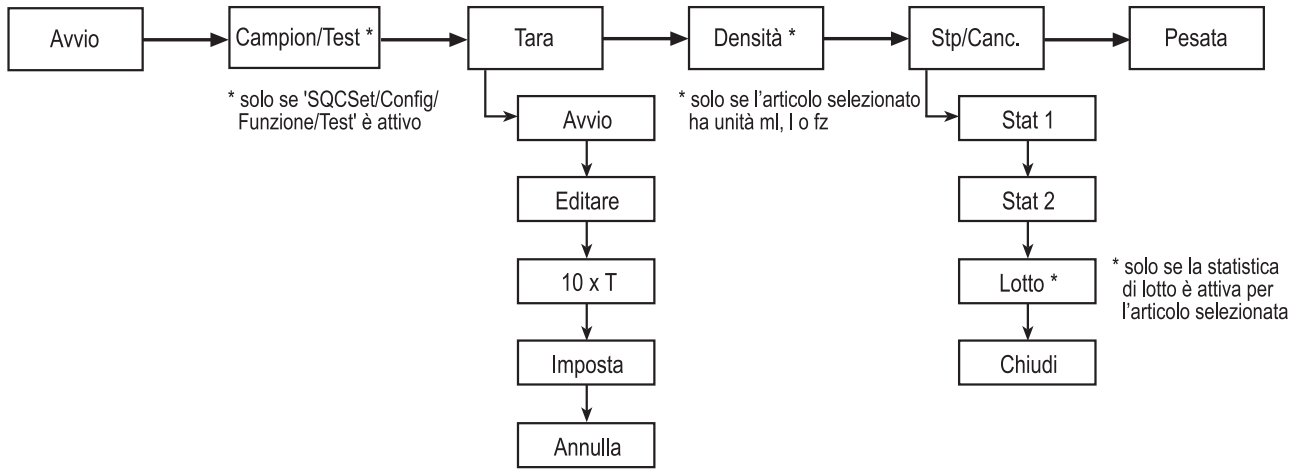 Avvio
Campion/Test *
Tara
Densità *
Stp/Canc.
Pesata
* solo se 'SQCSet/Config/
Funzione/Test' è attivo
* solo se l'articolo selezionato
ha unità ml, l o fz
Avvio
Editare
10 x T
Imposta
Annulla
Stat 1
Stat 2
Lotto *
Chiudi
* solo se la statistica
di lotto è attiva per
l'articolo selezionata